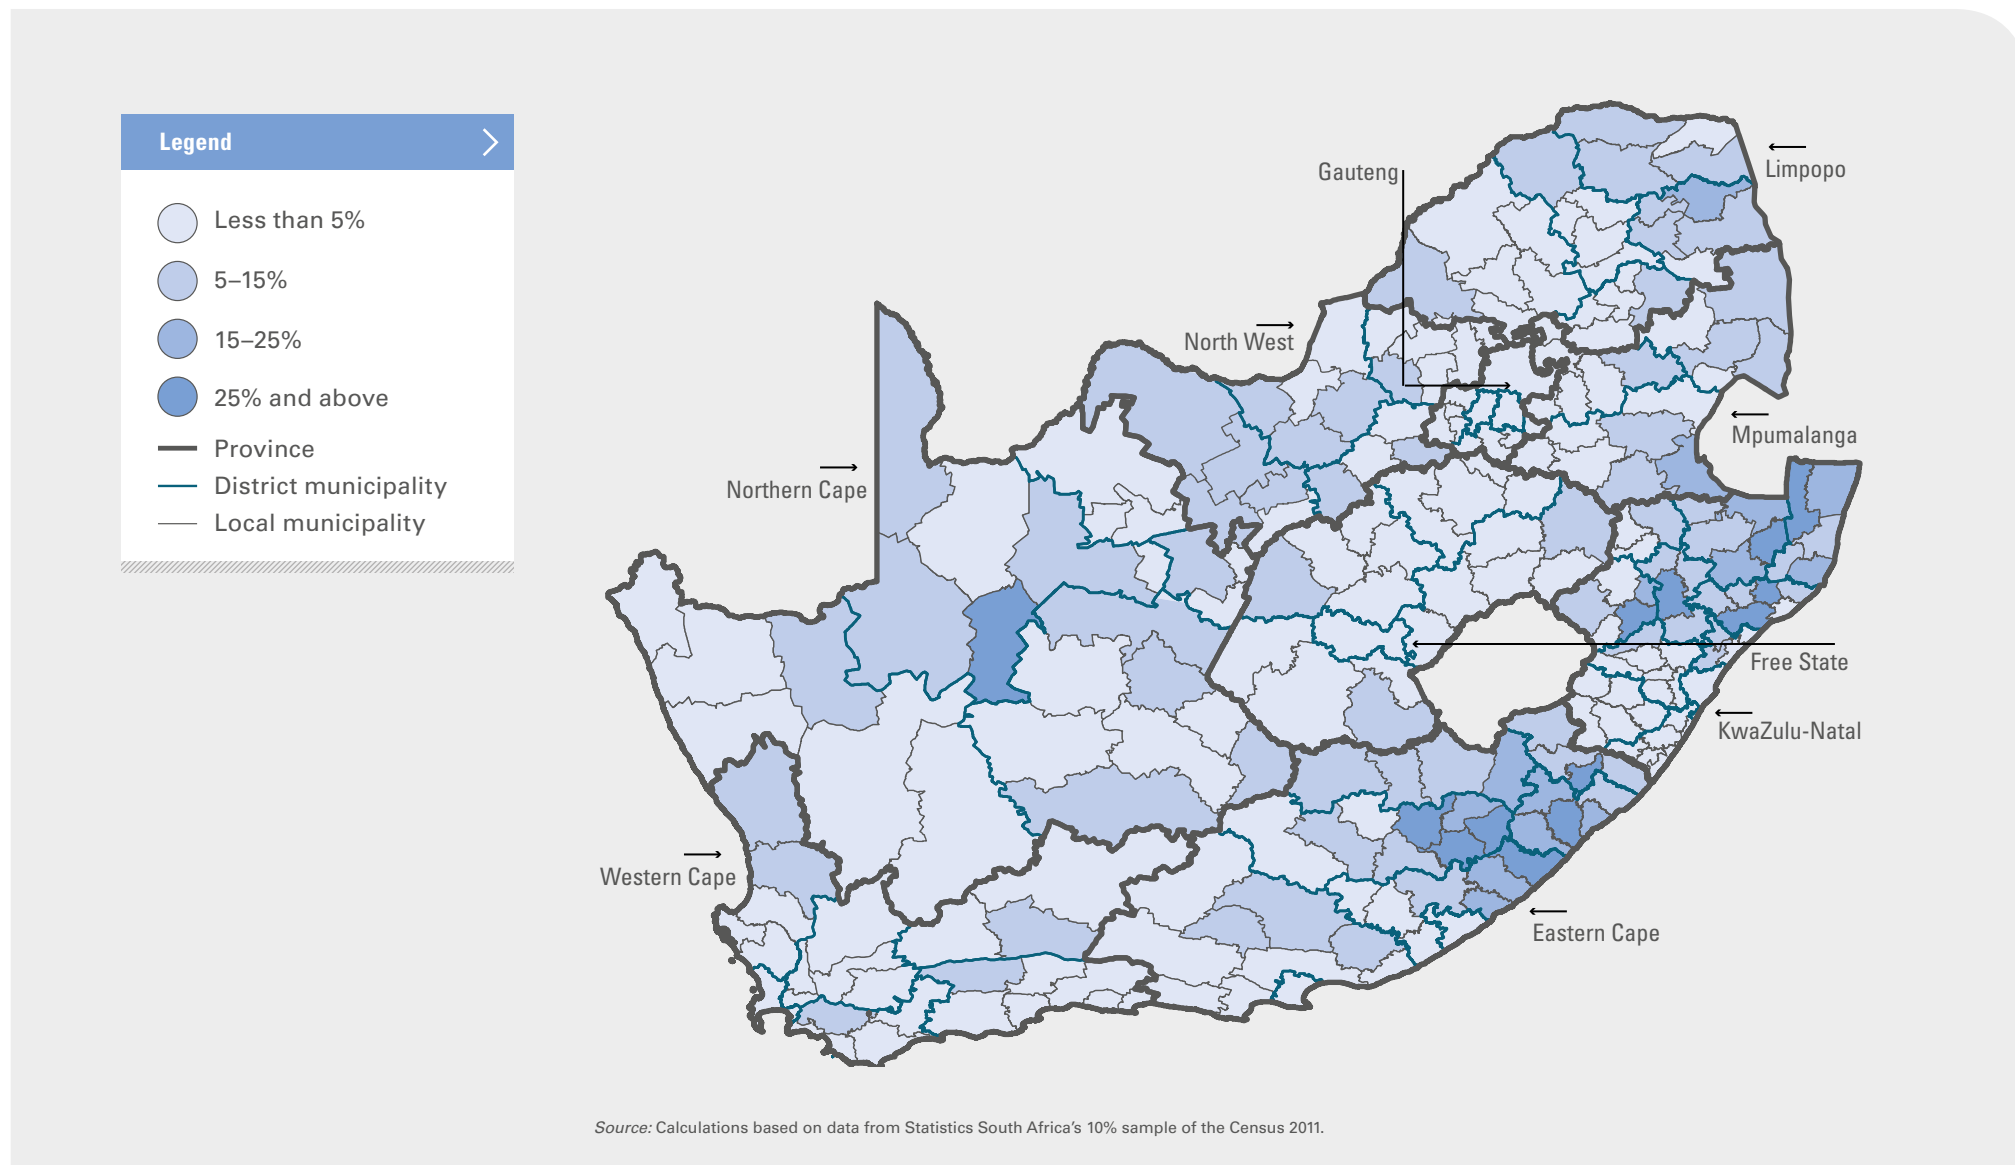 Legend
Less than 5%
5–15%
15–25%
25% and above
Province
District municipality
Local municipality
Gauteng
Limpopo
North West
Mpumalanga
Northern Cape
Free State
KwaZulu-Natal
Western Cape
Eastern Cape
Source: Calculations based on data from Statistics South Africa’s 10% sample of the Census 2011.